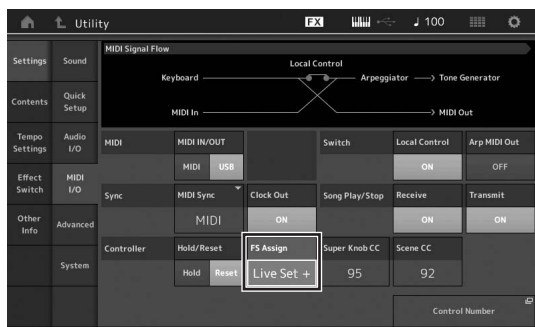 Utility
FX
♩ 100
Settings
Sound
Contents
Quick Setup
Tempo Settings
Audio I/O
Effect Switch
MIDI I/O
Other Info
Advanced
System
MIDI Signal Flow
Local Control
Keyboard
Arpeggiator
Tone Generator
MIDI In
MIDI Out
MIDI
MIDI IN/OUT
MIDI USB
Switch
Local Control
ON
Arp MIDI Out
OFF
Sync
MIDI Sync
MIDI
Clock Out
ON
Song Play/Stop
Receive
ON
Transmit
ON
Controller
Hold/Reset
Hold Reset
FS Assign
Live Set +
Super Knob CC
95
Scene CC
92
Control Number